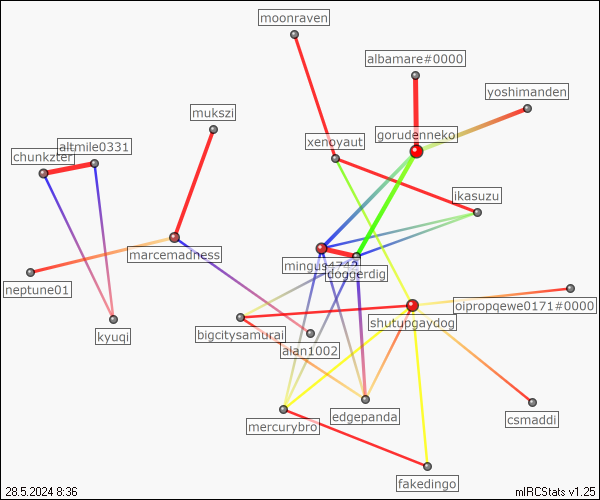 moonraven
albamare#0000
yoshimanden
mukszi
gorudenneko
xenoyaut
altmile0331
chunkzter
ikasuzu
marcemadness
mingus4742
doggerdig
neptune01
oipropqewe0171#0000
kyuqi
bigcitysamurai
shutupgaydog
alan1002
edgepanda
csmaddi
mercurybro
fakedingo
28.5.2024 8:36
mIRCStats v1.25